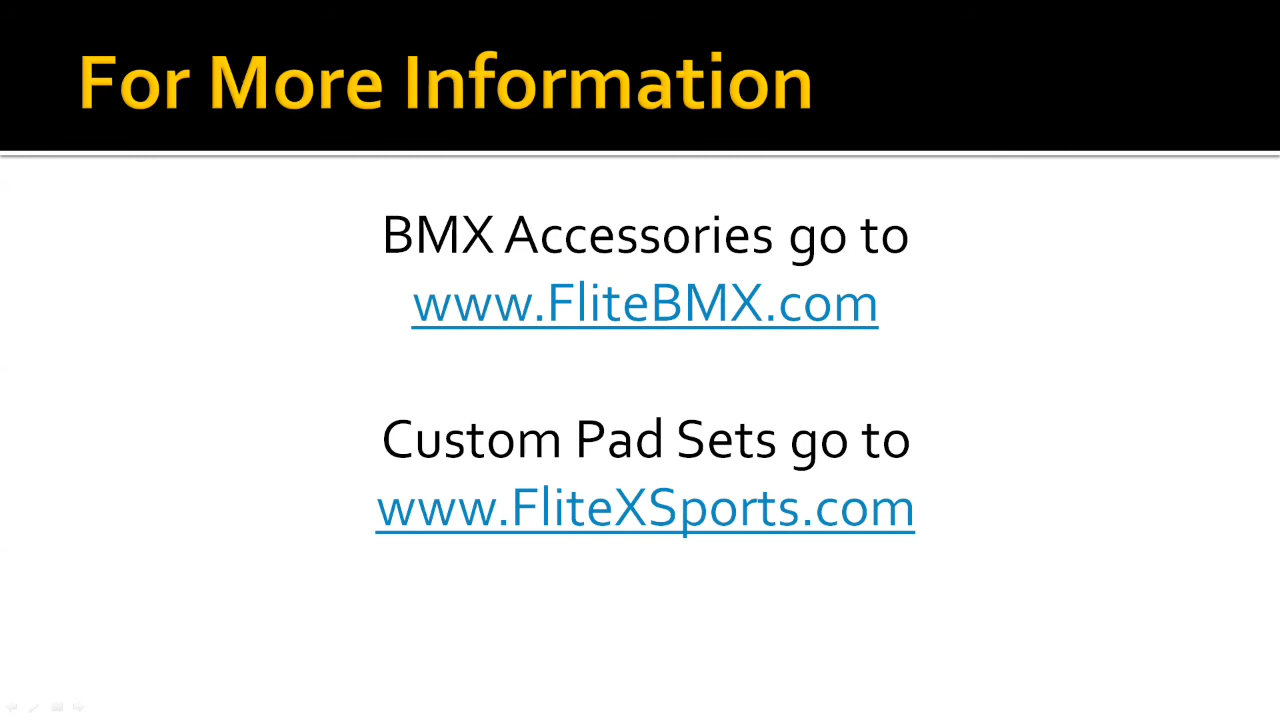 For More Information
BMX Accessories go to
www.FliteBMX.com
Custom Pad Sets go to
www.FliteXSports.com